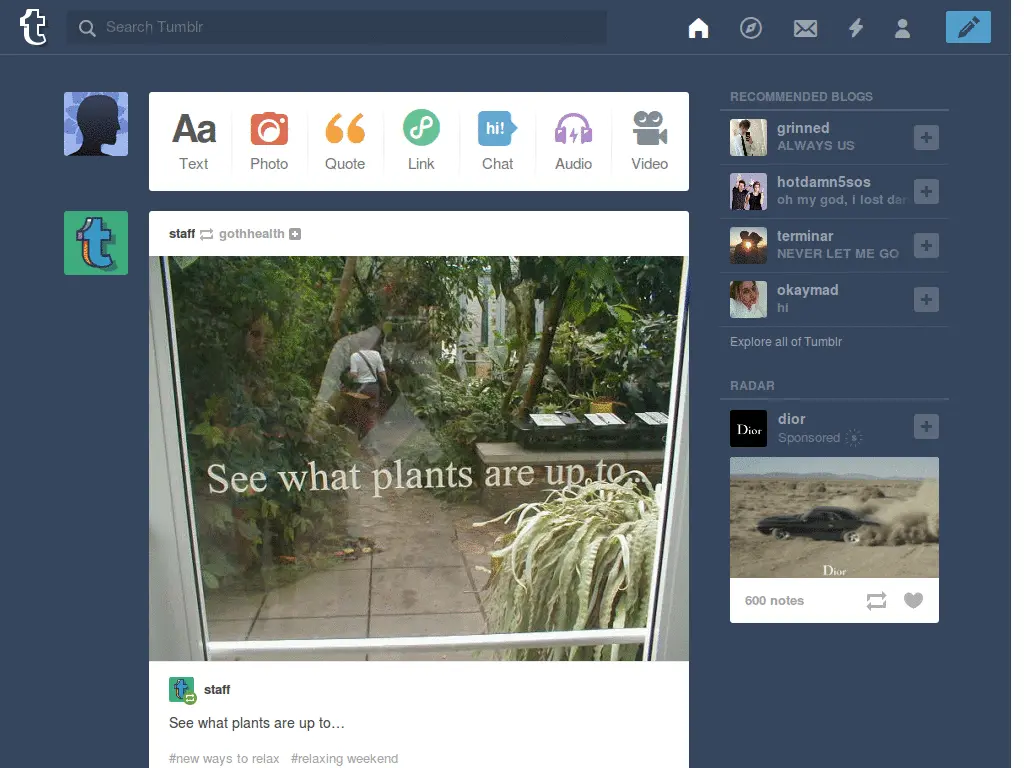 Search Tumblr
Aa
hi!
Text
Photo
Quote
Link
Chat
Audio
Video
staff gothhealth
See what plants are up to...
staff
See what plants are up to…
#new ways to relax #relaxing weekend
RECOMMENDED BLOGS
grinned
ALWAYS US
hotdamn5sos
oh my god, i lost
terminar
NEVER LET ME GO
okaymad
hi
Explore all of Tumblr
RADAR
Dior
dior
Sponsored
Dior
600 notes